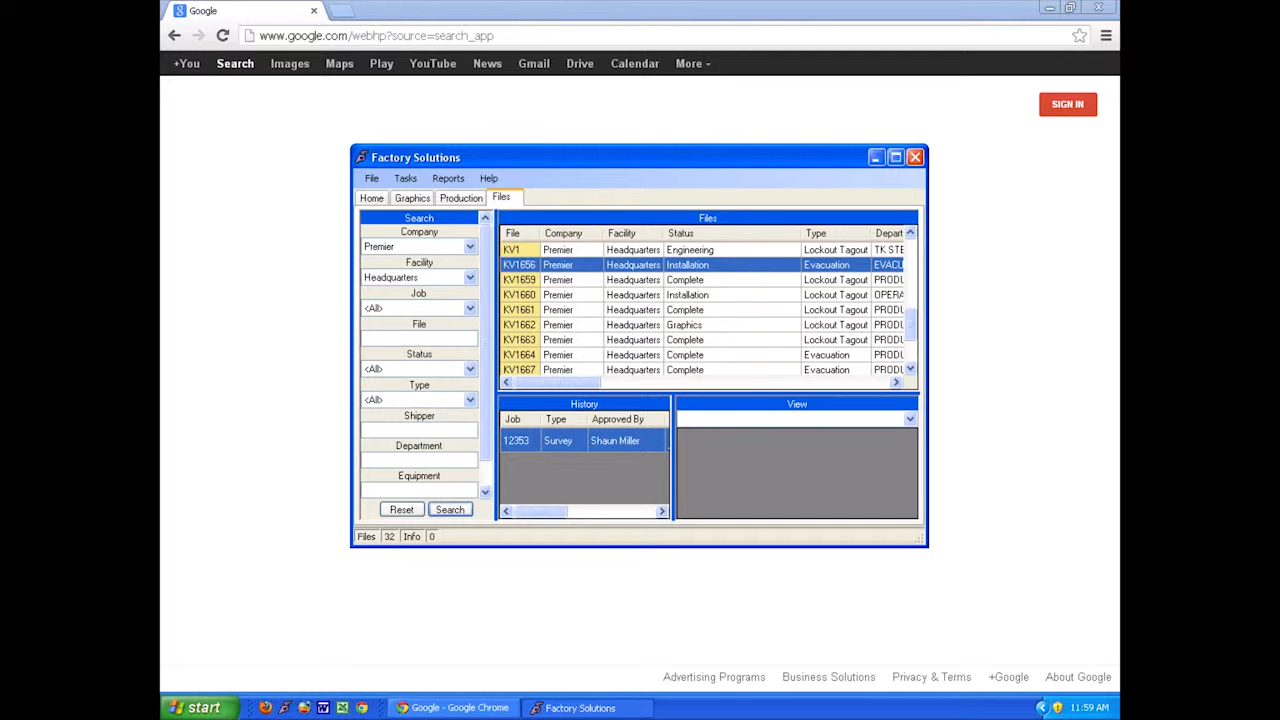 Google
www.google.com/webhp?source=search_app
+You Search Images Maps Play YouTube News Gmail Drive Calendar More
SIGN IN
Factory Solutions
File Tasks Reports Help
Home Graphics Production Files
Search
Company
Premier
Facility
Headquarters
Job
<All>
File
Status
<All>
Type
<All>
Shipper
Department
Equipment
Reset Search
Files
File Company Facility Status Type Depart
KV1 Premier Headquarters Engineering Lockout Tagout TK STE
KV1656 Premier Headquarters Installation Evacuation EVACU
KV1659 Premier Headquarters Complete Lockout Tagout PRODU
KV1660 Premier Headquarters Installation Lockout Tagout OPERA
KV1661 Premier Headquarters Complete Lockout Tagout PRODU
KV1662 Premier Headquarters Graphics Lockout Tagout PRODU
KV1663 Premier Headquarters Complete Lockout Tagout PRODU
KV1664 Premier Headquarters Complete Evacuation PRODU
KV1667 Premier Headquarters Complete Evacuation PRODU
History
Job Type Approved By
12353 Survey Shaun Miller
View
Files 32 Info 0
Advertising Programs Business Solutions Privacy & Terms +Google About Google
start Google - Google Chrome Factory Solutions 11:59 AM